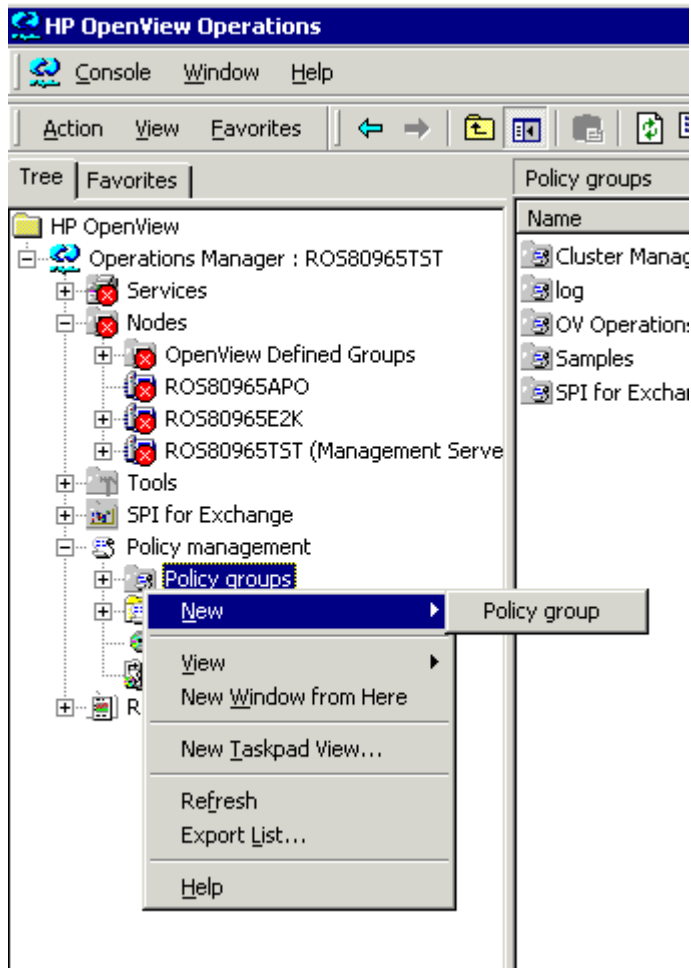 HP OpenView Operations
Console Window Help
Action View Favorites
Tree Favorites
HP OpenView
Operations Manager : ROS80965TST
Services
Nodes
OpenView Defined Groups
ROS80965APO
ROS80965E2K
ROS80965TST (Management Serve
Tools
SPI for Exchange
Policy management
Policy groups
R
New
Policy group
View
New Window from Here
New Taskpad View...
Refresh
Export List...
Help
Policy groups
Name
Cluster Manag
log
OV Operations
Samples
SPI for Exchan